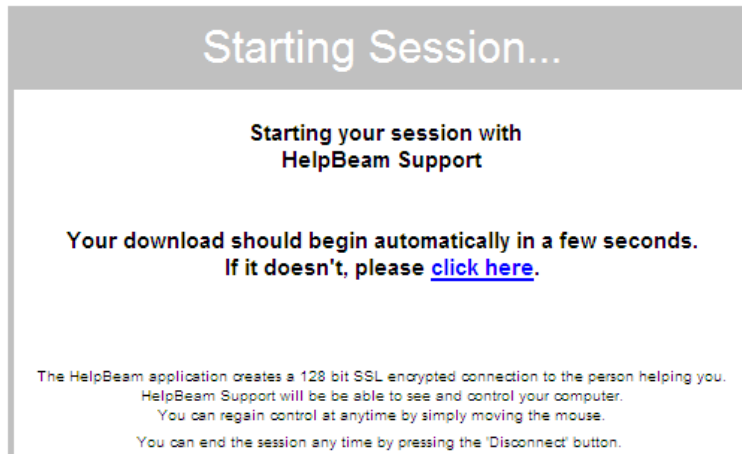 Starting Session...
Starting your session with
HelpBeam Support
Your download should begin automatically in a few seconds.
If it doesn't, please click here.
The HelpBeam application creates a 128 bit SSL encrypted connection to the person helping you.
HelpBeam Support will be be able to see and control your computer.
You can regain control at anytime by simply moving the mouse.
You can end the session any time by pressing the 'Disconnect' button.